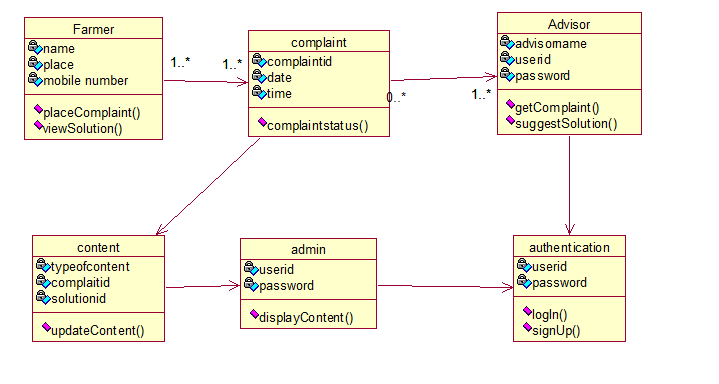 Farmer
name
place
mobile number
placeComplaint()
viewSolution()
1..*
1..*
complaint
complaintid
date
time
complaintstatus()
0..*
1..*
Advisor
advisorname
userid
password
getComplaint()
suggestSolution()
content
typeofcontent
complaitid
solutionid
updateContent()
admin
userid
password
displayContent()
authentication
userid
password
logIn()
signUp()